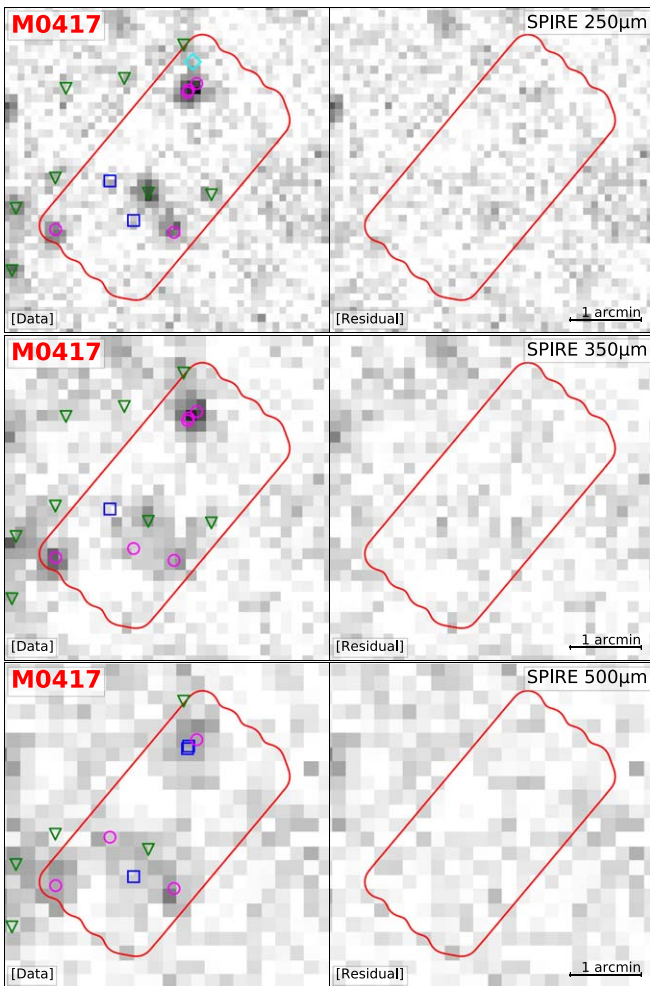 M0417
SPIRE 250μm
[Data]
[Residual]
1 arcmin
M0417
SPIRE 350μm
[Data]
[Residual]
1 arcmin
M0417
SPIRE 500μm
[Data]
[Residual]
1 arcmin